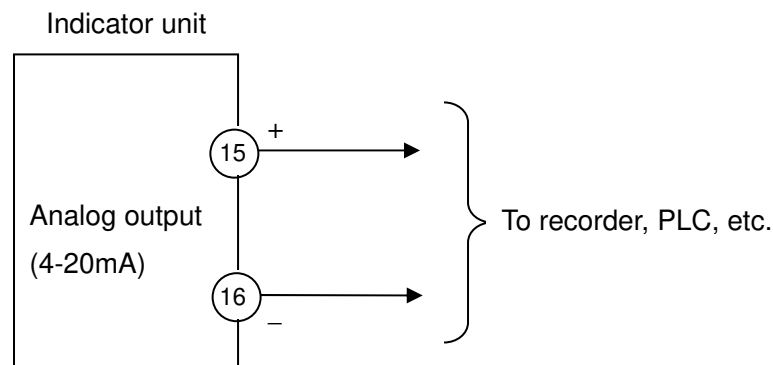 Indicator unit
+
15
Analog output
(4-20mA)
To recorder, PLC, etc.
16
−